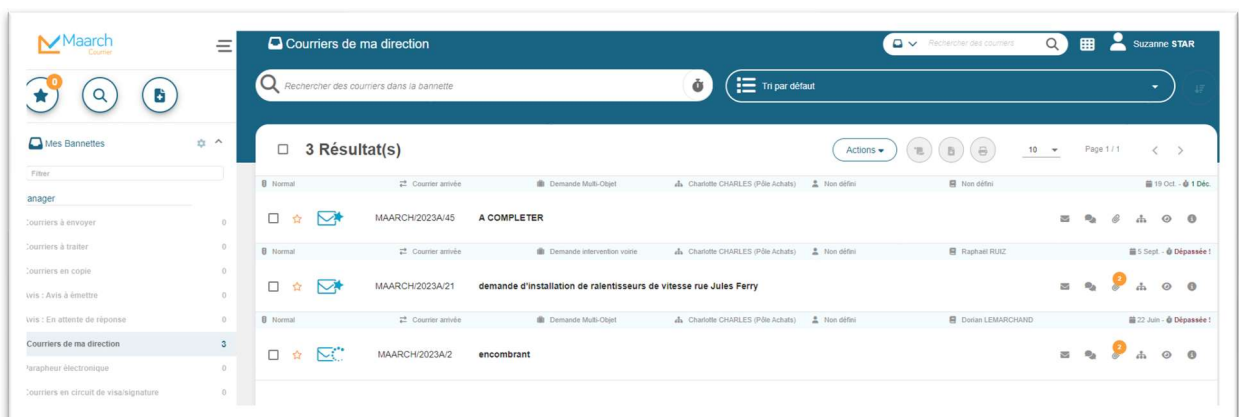 Maarch
Courrier
Courriers de ma direction
Rechercher des courriers
Suzanne STAR
0
Rechercher des courriers dans la bannette
Tri par défaut
Mes Bannettes
Filtrer
anager
Courriers à envoyer 0
Courriers à traiter 0
Courriers en copie 0
Avis : Avis à émettre 0
Avis : En attente de réponse 0
Courriers de ma direction 3
Parapheur électronique 0
Courriers en circuit de visa/signature 0
3 Résultat(s)
Actions
10
Page 1 / 1
Normal Courrier arrivée Demande Multi-Objet Charlotte CHARLES (Pôle Achats) Non défini Non défini 19 Oct. - 1 Déc.
MAARCH/2023A/45 A COMPLETER
Normal Courrier arrivée Demande intervention voirie Charlotte CHARLES (Pôle Achats) Non défini Raphaël RUIZ 5 Sept. - Dépassée !
MAARCH/2023A/21 demande d'installation de ralentisseurs de vitesse rue Jules Ferry 2
Normal Courrier arrivée Demande Multi-Objet Charlotte CHARLES (Pôle Achats) Non défini Dorian LEMARCHAND 22 Juin - Dépassée !
MAARCH/2023A/2 encombrant 2